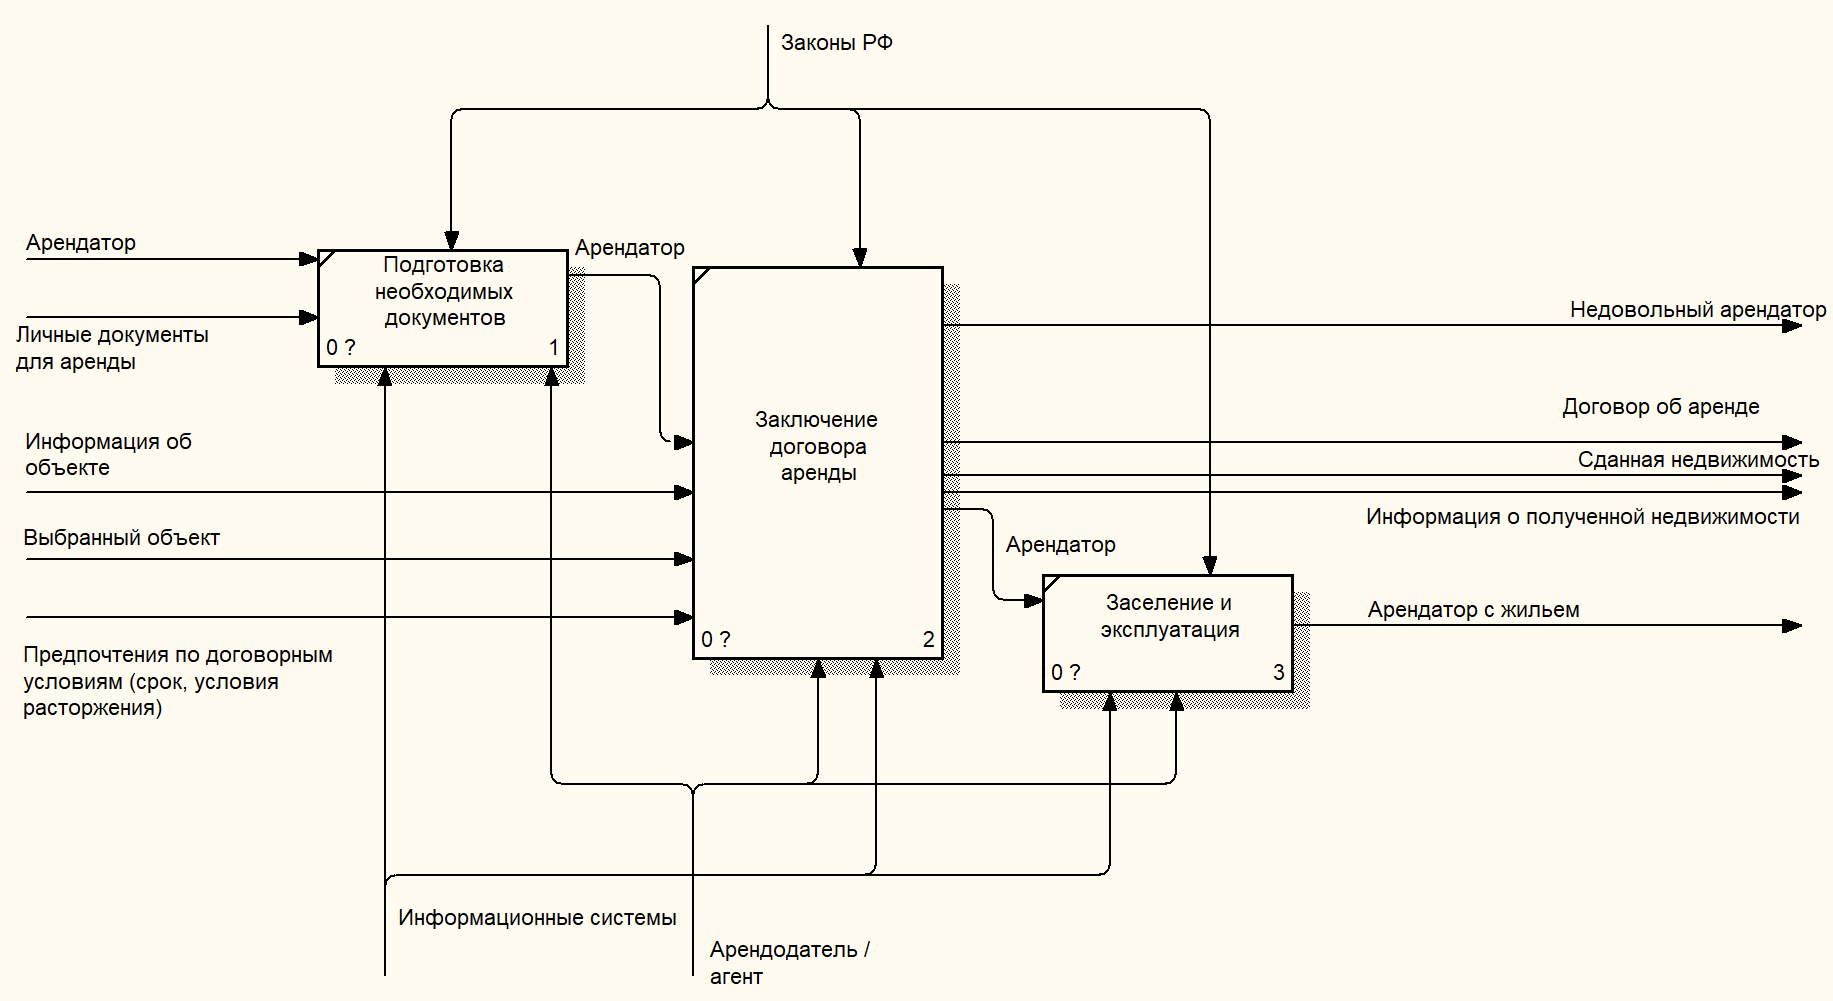 Законы РФ
Арендатор
Личные документы
для аренды
Подготовка
необходимых
документов
0 ?
1
Арендатор
Информация об
объекте
Выбранный объект
Предпочтения по договорным
условиям (срок, условия
расторжения)
Заключение
договора
аренды
0 ?
2
Недовольный арендатор
Договор об аренде
Сданная недвижимость
Информация о полученной недвижимости
Арендатор
Заселение и
эксплуатация
0 ?
3
Арендатор с жильем
Информационные системы
Арендодатель /
агент